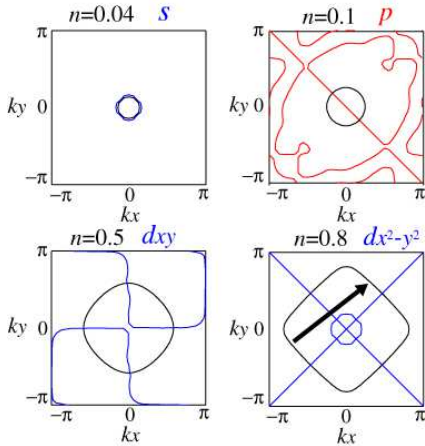 n=0.04 s
n=0.1 p
π
ky 0
−π
−π 0 π
kx
π
ky 0
−π
−π 0 π
kx
n=0.5 dxy
n=0.8 dx²-y²
π
ky 0
−π
−π 0 π
kx
π
ky 0
−π
−π 0 π
kx